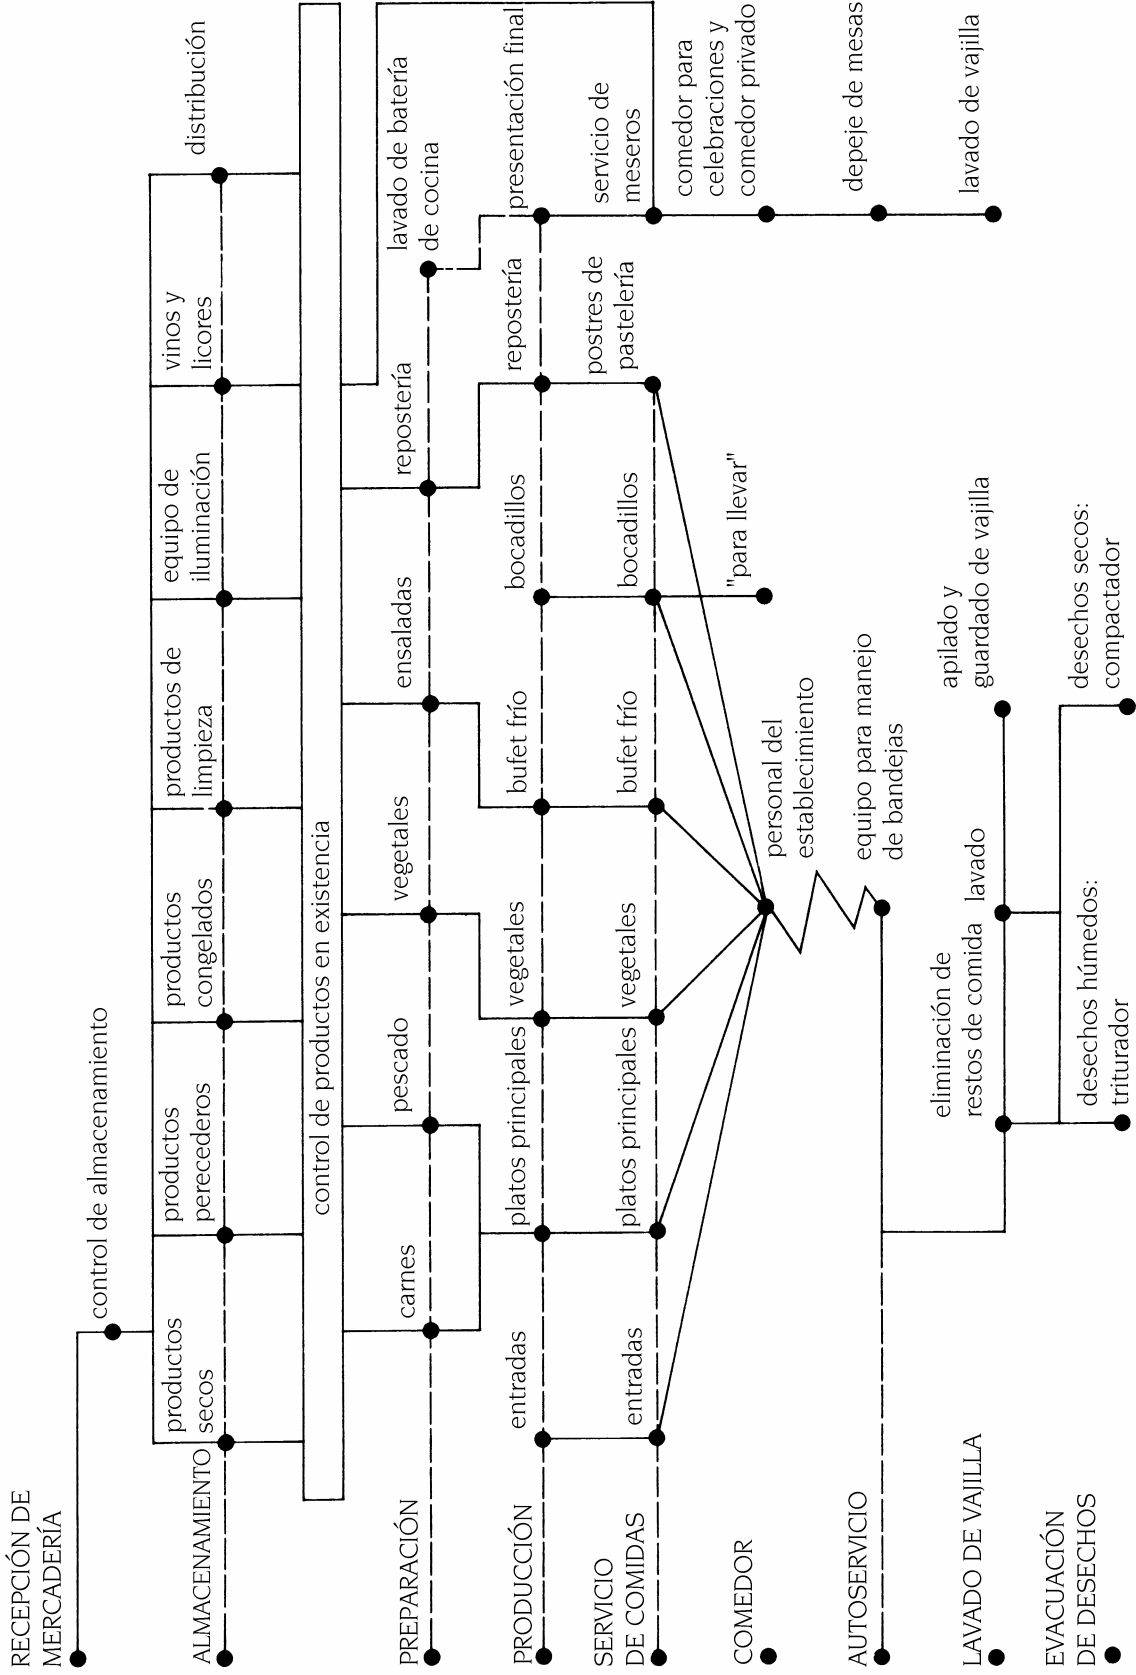 RECEPCIÓN DE
MERCADERÍA
control de almacenamiento
ALMACENAMIENTO
productos
secos
productos
perecederos
productos
congelados
productos de
limpieza
equipo de
iluminación
vinos y
licores
distribución
control de productos en existencia
PREPARACIÓN
carnes
pescado
vegetales
ensaladas
repostería
lavado de batería
de cocina
PRODUCCIÓN
entradas
platos principales
vegetales
bufet frío
bocadillos
repostería
presentación final
SERVICIO
DE COMIDAS
entradas
platos principales
vegetales
bufet frío
bocadillos
postres de
pastelería
servicio de
meseros
COMEDOR
personal del
establecimiento
"para llevar"
comedor para
celebraciones y
comedor privado
AUTOSERVICIO
equipo para manejo
de bandejas
depeje de mesas
LAVADO DE VAJILLA
eliminación de
restos de comida
lavado
apilado y
guardado de vajilla
lavado de vajilla
EVACUACIÓN
DE DESECHOS
desechos húmedos:
triturador
desechos secos:
compactador